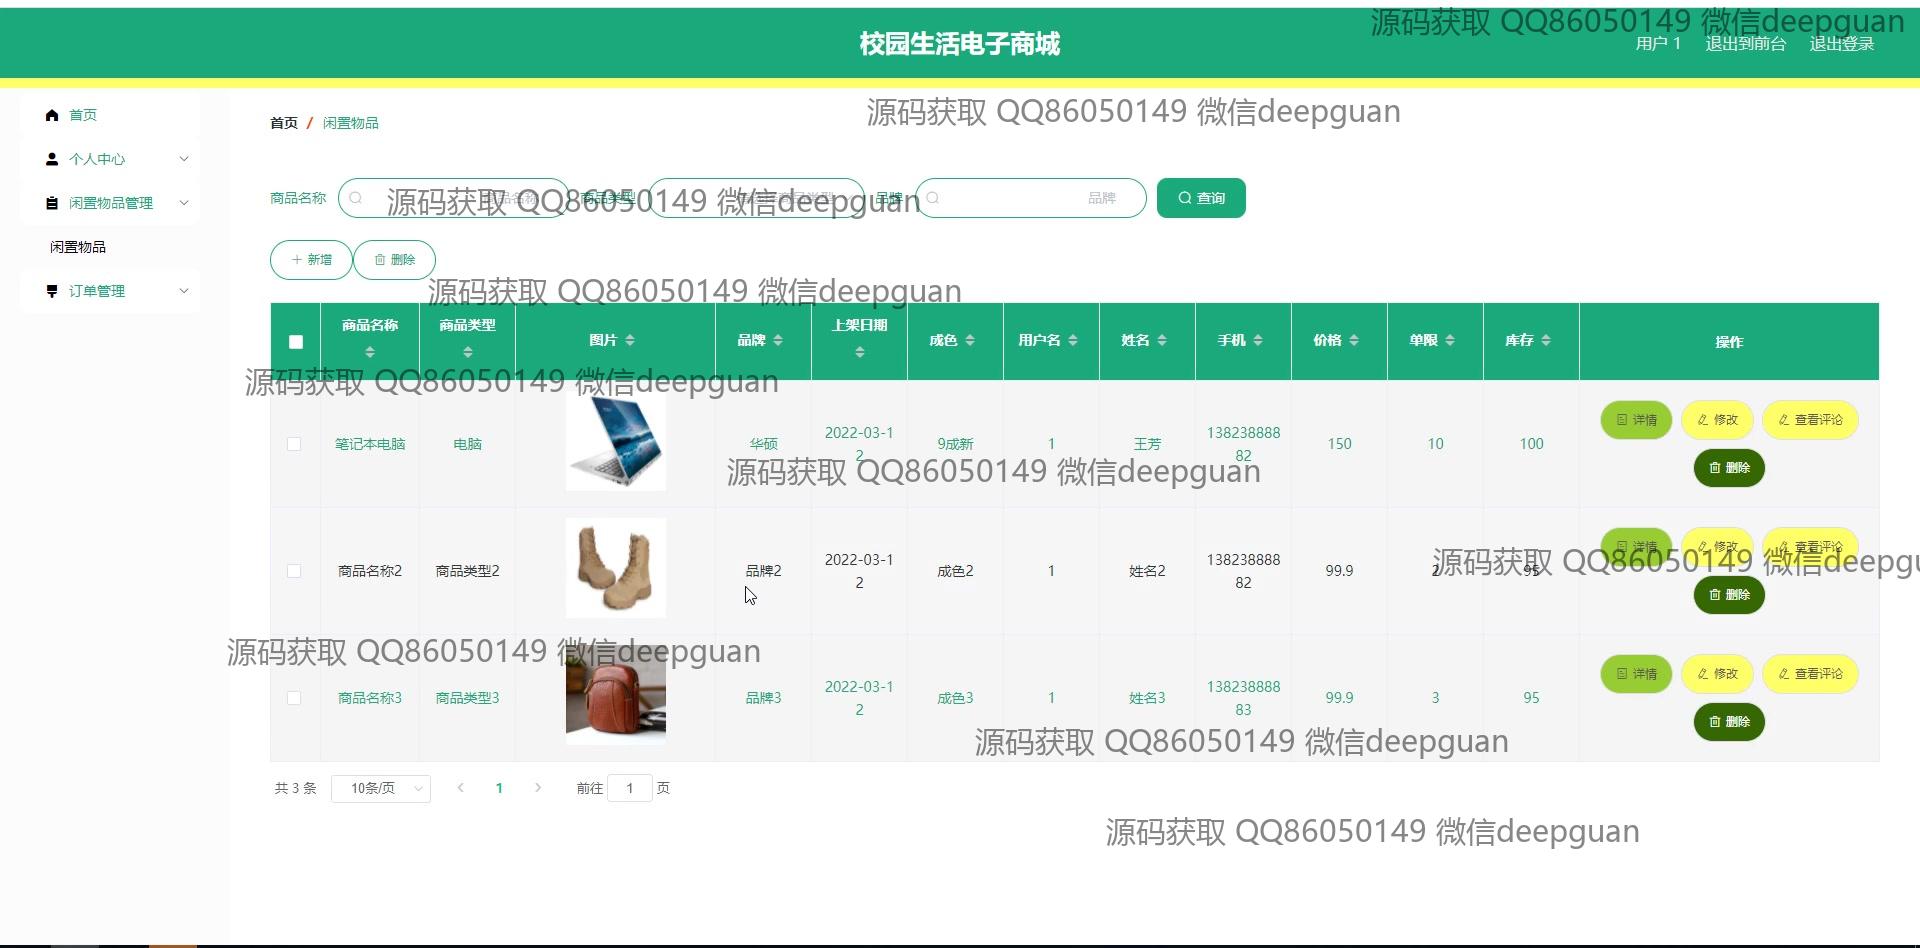 源码获取 QQ86050149 微信deepguan
校园生活电子商城
用户 1 退出到前台 退出登录
首页
个人中心
闲置物品管理
闲置物品
订单管理
首页 / 闲置物品
源码获取 QQ86050149 微信deepguan
商品名称 商品名称 商品类型 品牌 品牌 查询
源码获取 QQ86050149 微信deepguan
新增 删除
源码获取 QQ86050149 微信deepguan
商品名称 商品类型 图片 品牌 上架日期 成色 用户名 姓名 手机 价格 单限 库存 操作
源码获取 QQ86050149 微信deepguan
笔记本电脑 电脑 华硕 2022-03-1 9成新 1 王芳 138238888 150 10 100 详情 修改 查看评论
2 82 删除
源码获取 QQ86050149 微信deepguan
商品名称2 商品类型2 品牌2 2022-03-1 成色2 1 姓名2 138238888 99.9 2 95 详情 修改 查看评论
2 82 删除
源码获取 QQ86050149 微信deepgu
源码获取 QQ86050149 微信deepguan
商品名称3 商品类型3 品牌3 2022-03-1 成色3 1 姓名3 138238888 99.9 3 95 详情 修改 查看评论
2 83 删除
源码获取 QQ86050149 微信deepguan
共 3 条 10条/页 1 前往 1 页
源码获取 QQ86050149 微信deepguan